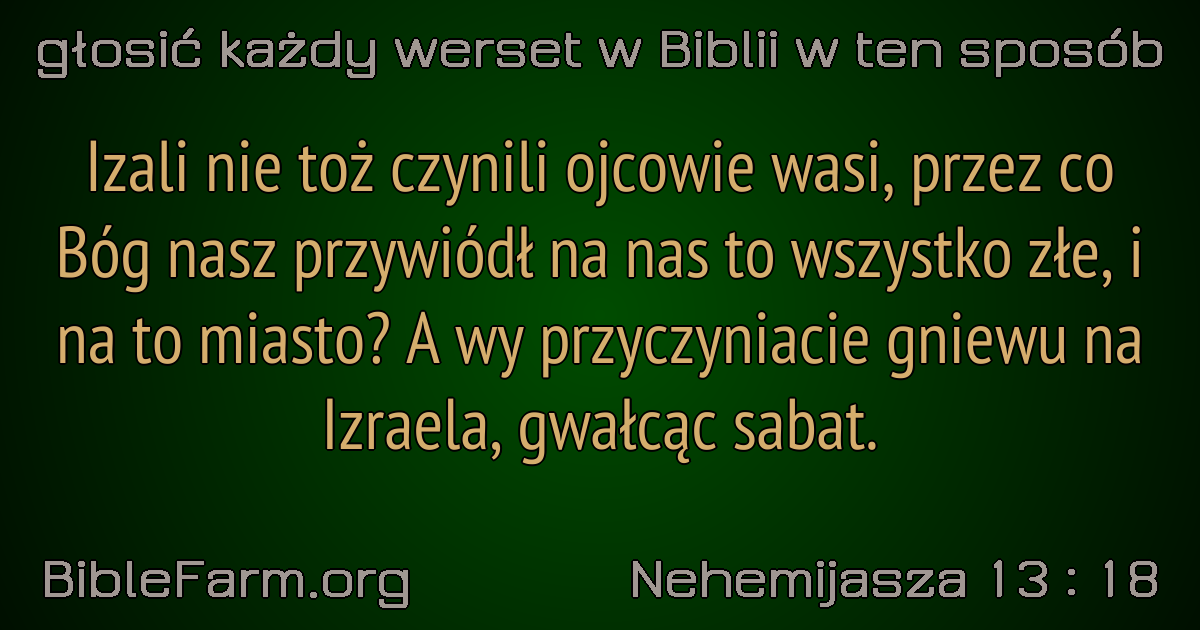 głosić każdy werset w Biblii w ten sposób
Izali nie toż czynili ojcowie wasi, przez co
Bóg nasz przywiódł na nas to wszystko złe, i
na to miasto? A wy przyczyniacie gniewu na
Izraela, gwałcąc sabat.
BibleFarm.org
Nehemijasza 13 : 18